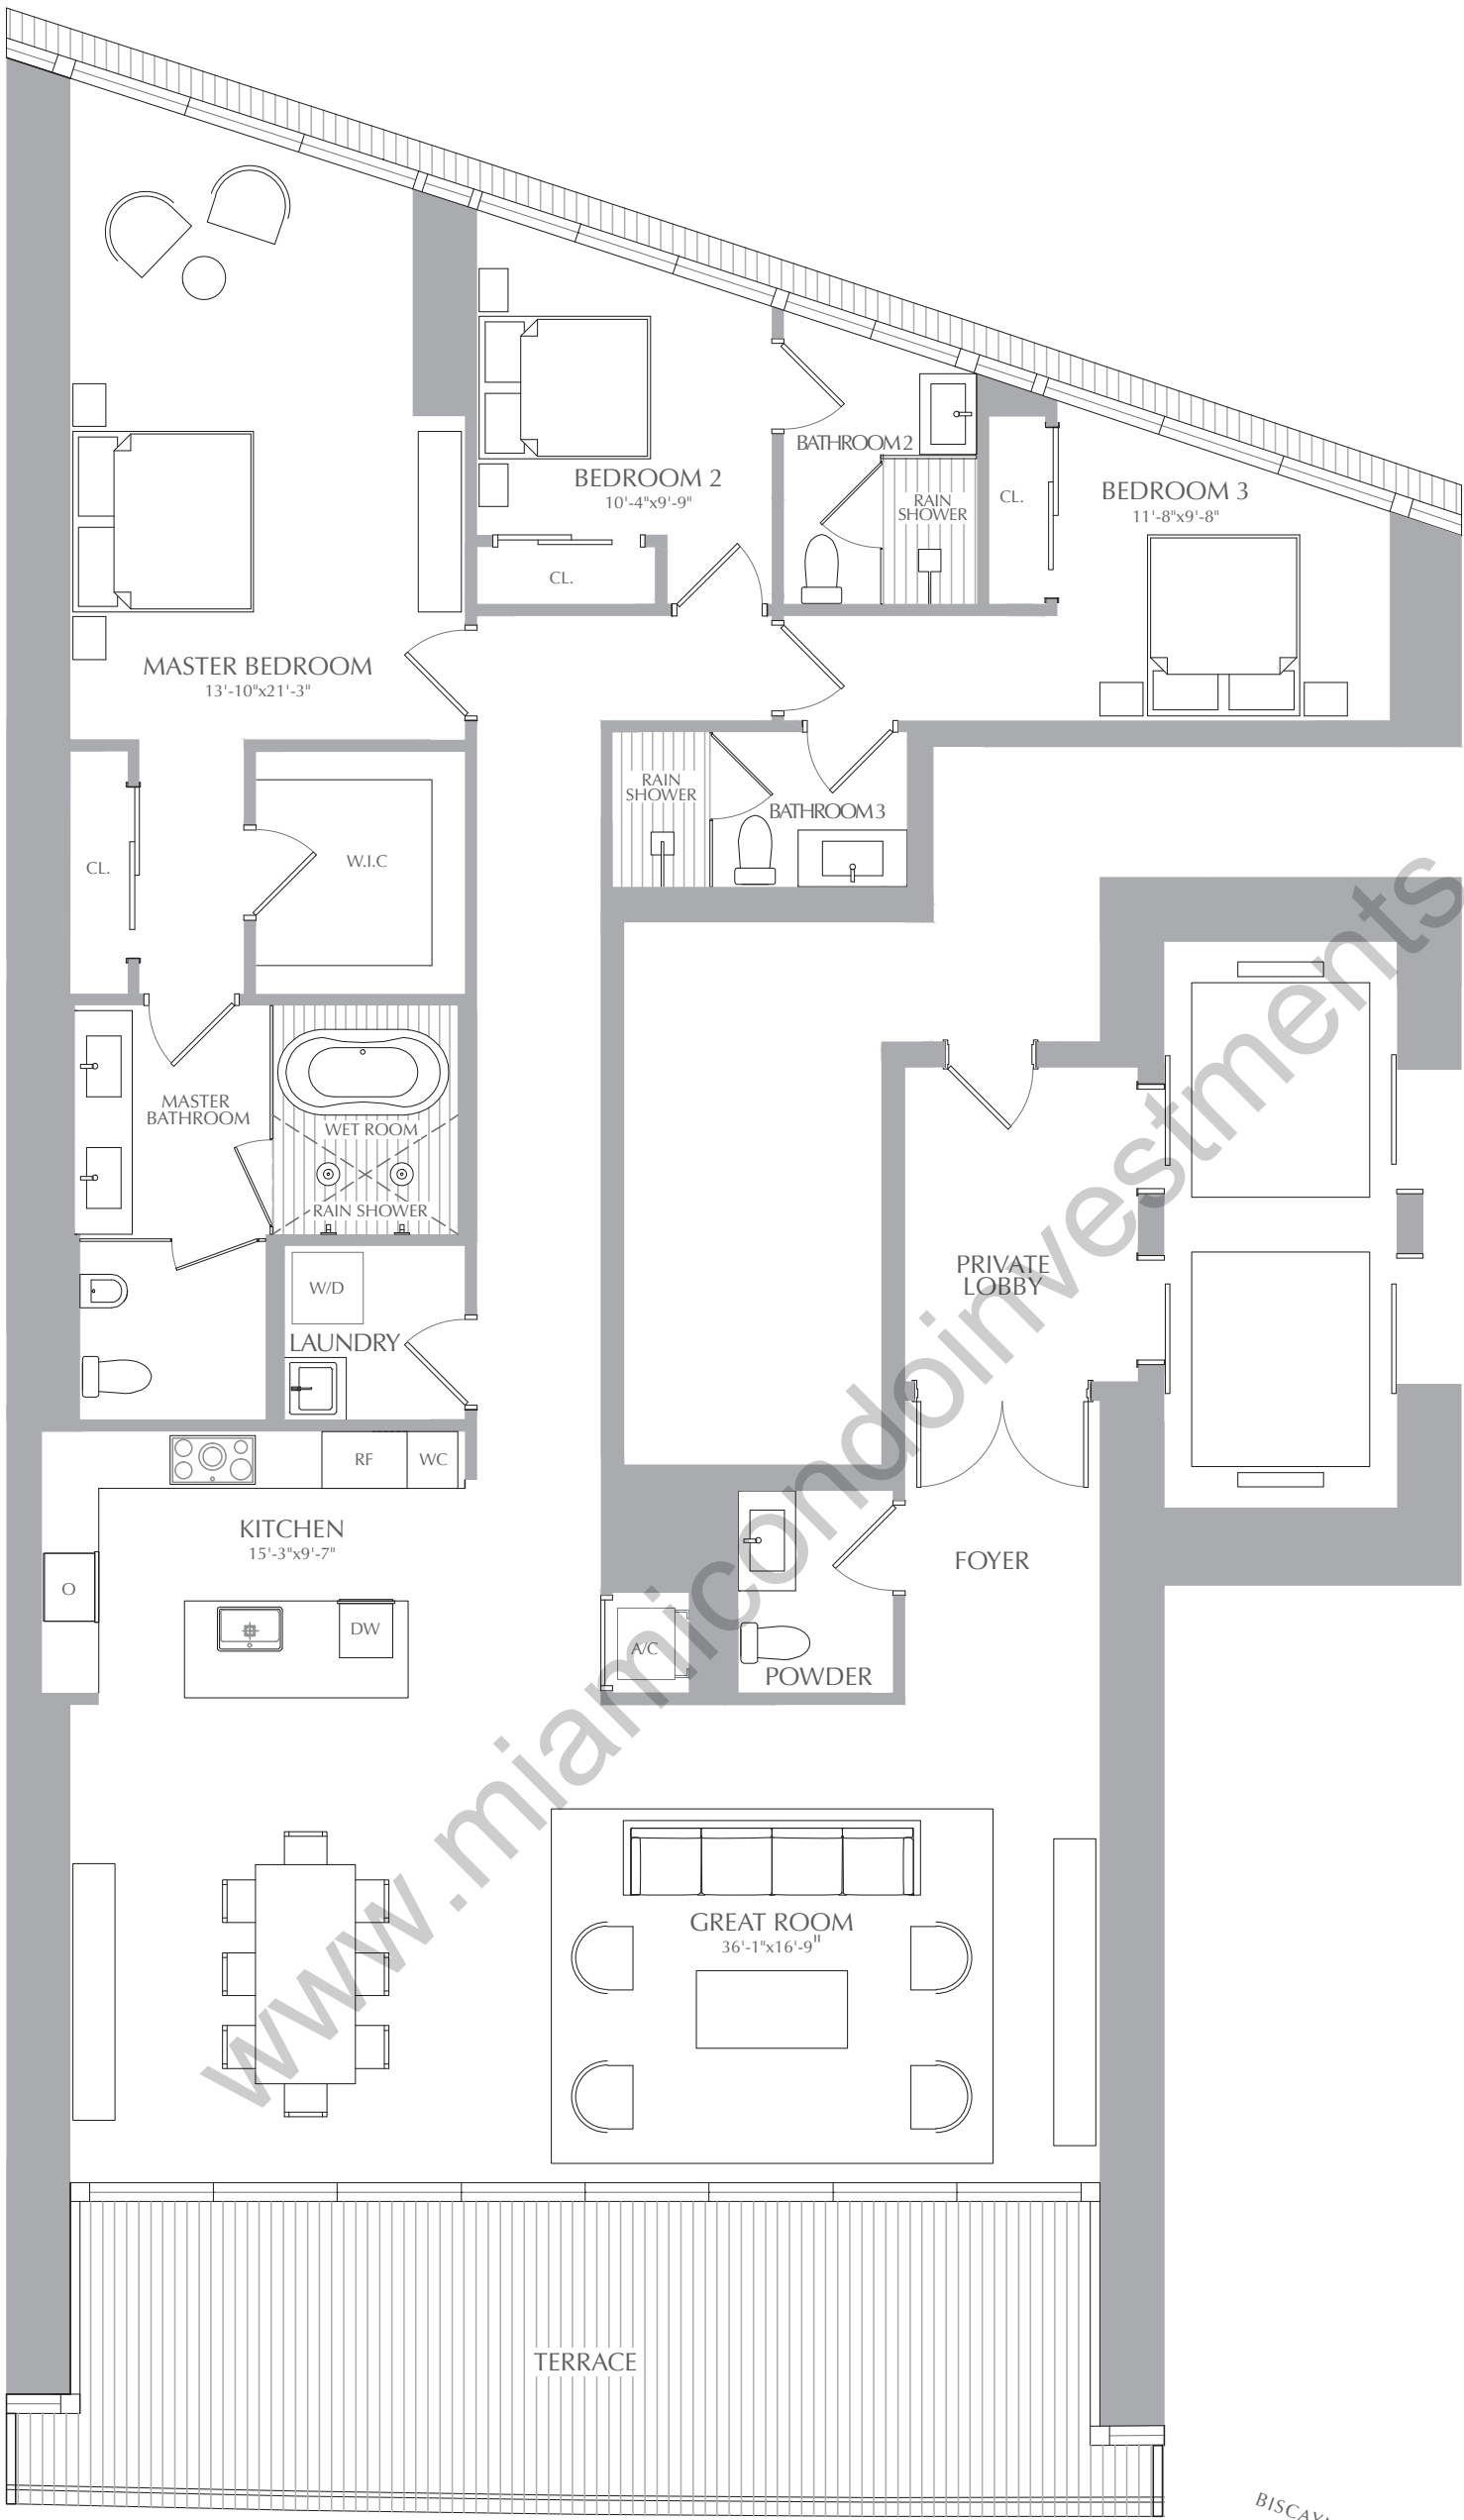 BEDROOM 2
10'-4"x9'-9"
BATHROOM 2
RAIN
SHOWER
CL.
BEDROOM 3
11'-8"x9'-8"
CL.
MASTER BEDROOM
13'-10"x21'-3"
RAIN
SHOWER
BATHROOM 3
CL.
W.I.C
MASTER
BATHROOM
WET ROOM
RAIN SHOWER
W/D
LAUNDRY
PRIVATE
LOBBY
RF
WC
KITCHEN
15'-3"x9'-7"
O
DW
FOYER
A/C
POWDER
GREAT ROOM
36'-1"x16'-9"
TERRACE
www.miamicondoinvestments